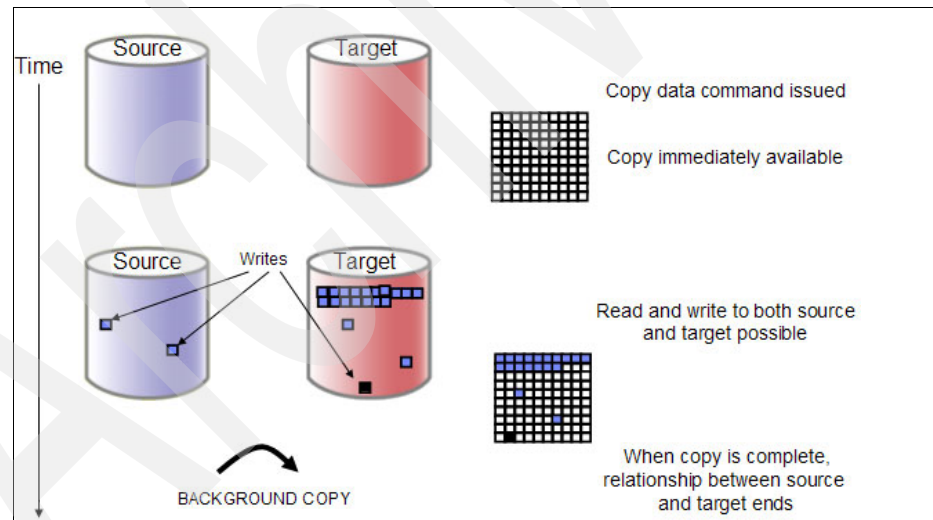 Source
Target
Time
Copy data command issued
Copy immediately available
Source
Writes
Target
Read and write to both source
and target possible
When copy is complete,
relationship between source
and target ends
BACKGROUND COPY